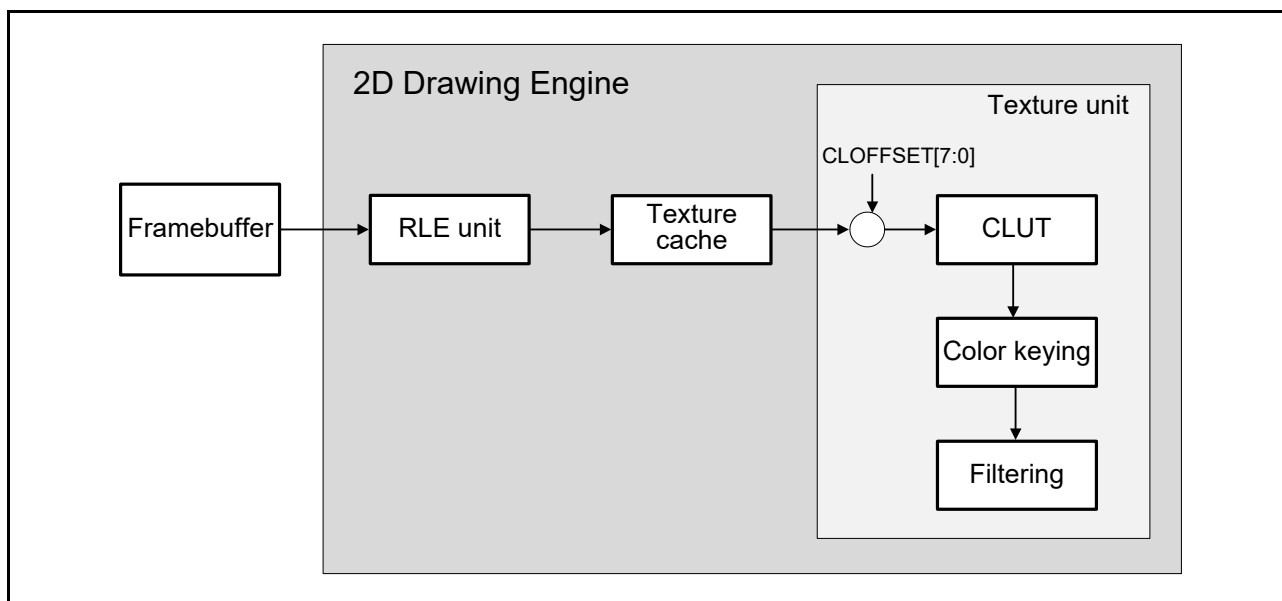 2D Drawing Engine
Texture unit
CLOFFSET[7:0]
Framebuffer
RLE unit
Texture
cache
CLUT
Color keying
Filtering